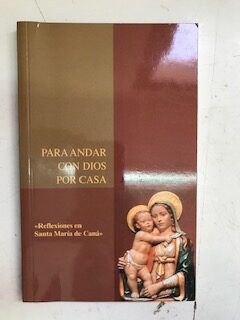 PARA ANDAR
CON DIOS
POR CASA
«Reflexiones en
Santa María de Caná»